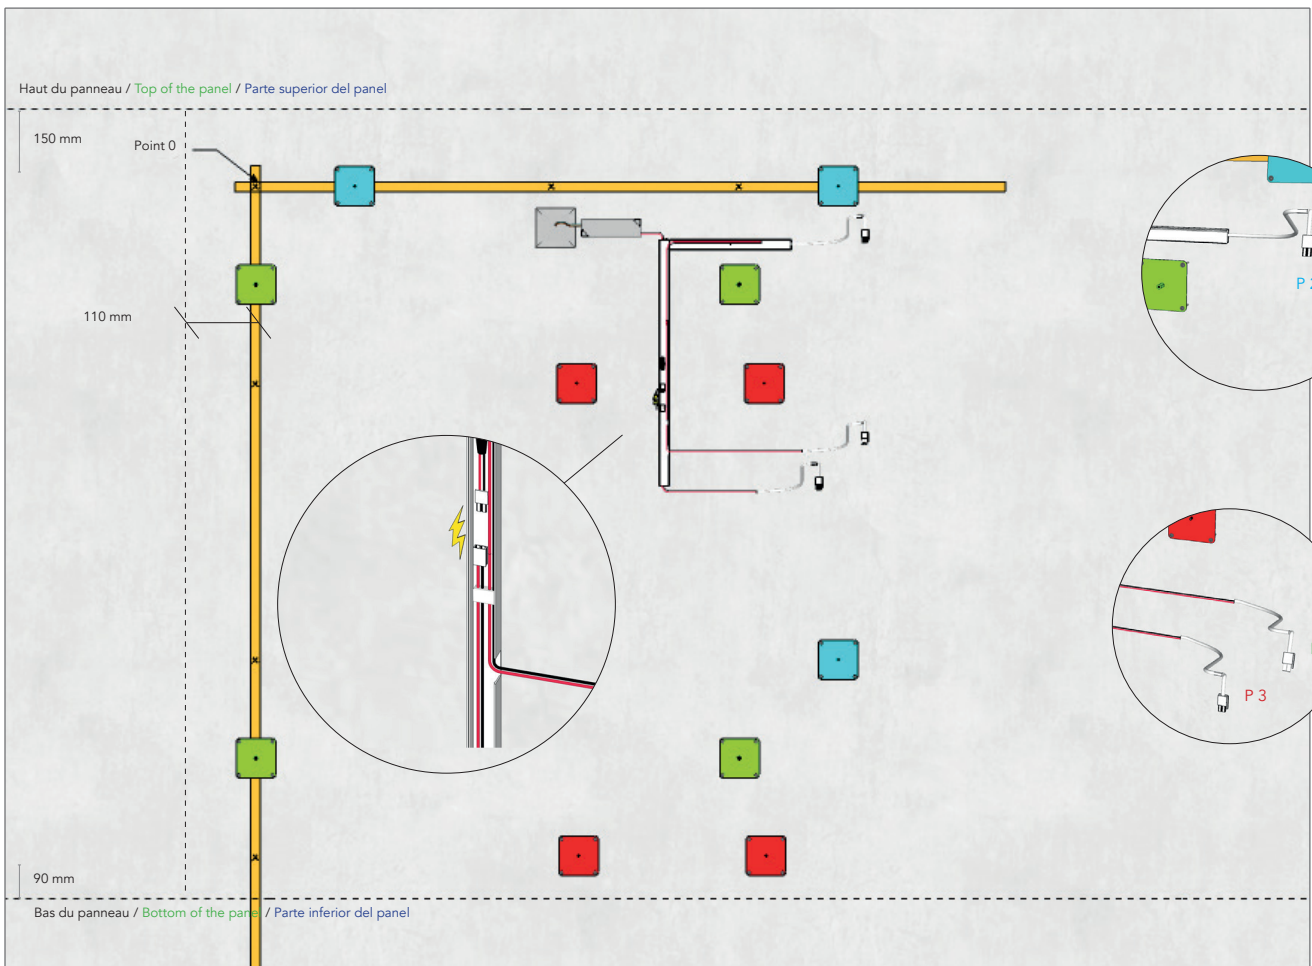 Haut du panneau / Top of the panel / Parte superior del panel
150 mm
Point 0
110 mm
P 3
90 mm
Bas du panneau / Bottom of the panel / Parte inferior del panel